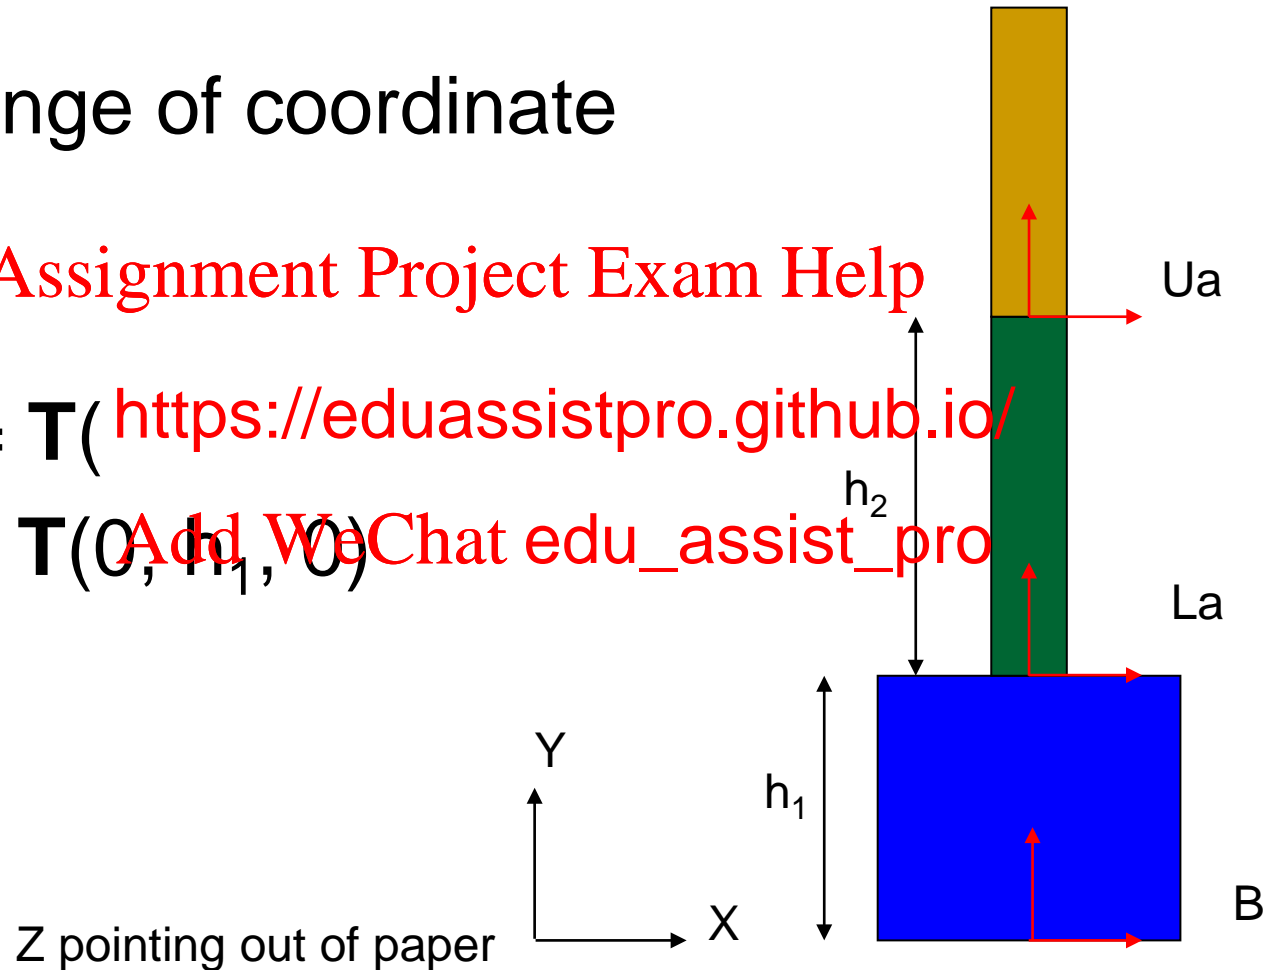 nge of coordinate
Assignment Project Exam Help
Ua
= T( https://eduassistpro.github.io/
h2
T(0, h1, 0)
Add WeChat edu_assist_pro
La
Y
h1
X
B
Z pointing out of paper